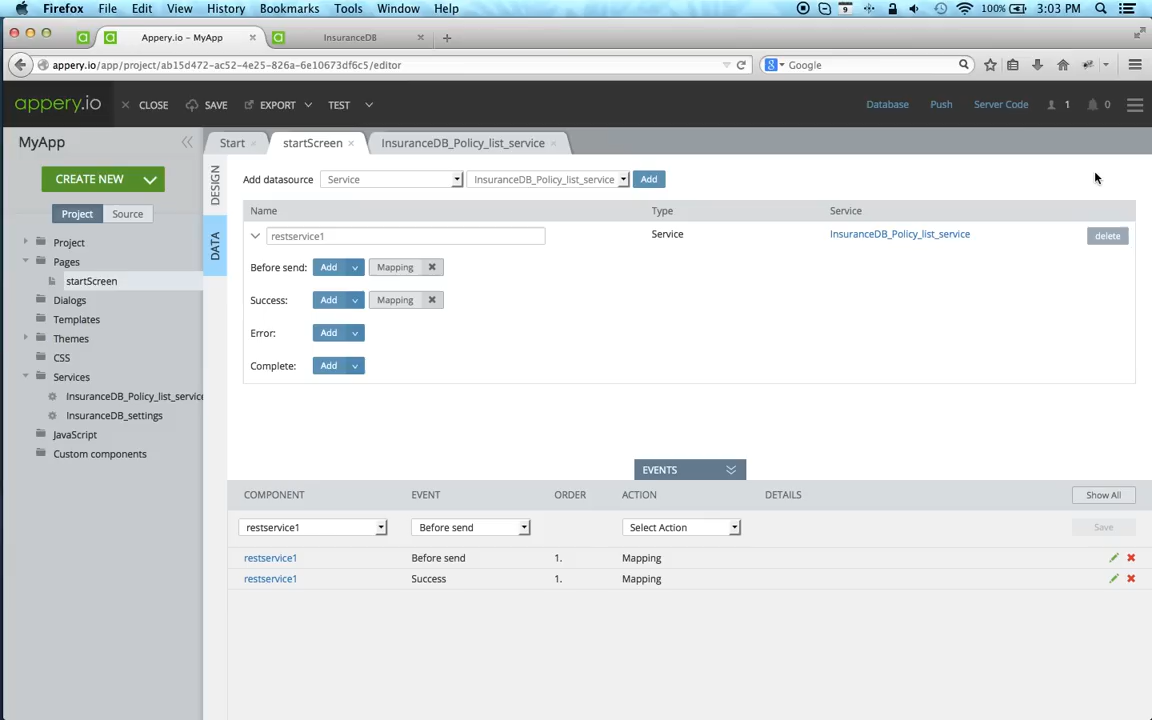 Firefox File Edit View History Bookmarks Tools Window Help 9 100% 3:03 PM
Appery.io – MyApp InsuranceDB
appery.io/app/project/ab15d472-ac52-4e25-826a-6e10673df6c5/editor Google
appery.io CLOSE SAVE EXPORT TEST Database Push Server Code 1 0
MyApp
Start startScreen InsuranceDB_Policy_list_service
CREATE NEW
Project Source
Project
Pages
startScreen
Dialogs
Templates
Themes
CSS
Services
InsuranceDB_Policy_list_service
InsuranceDB_settings
JavaScript
Custom components
DESIGN
DATA
Add datasource Service InsuranceDB_Policy_list_service Add
Name Type Service
restservice1 Service InsuranceDB_Policy_list_service delete
Before send: Add Mapping
Success: Add Mapping
Error: Add
Complete: Add
EVENTS
COMPONENT EVENT ORDER ACTION DETAILS Show All
restservice1 Before send Select Action Save
restservice1 Before send 1. Mapping
restservice1 Success 1. Mapping